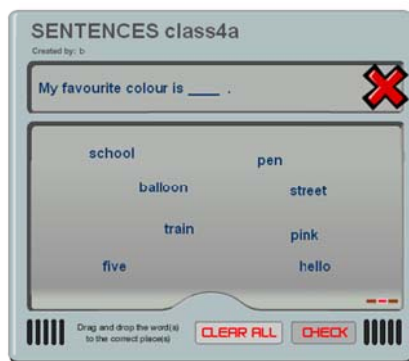 SENTENCES class4a
Created by: b
My favourite colour is ____ .
school
pen
balloon
street
train
pink
five
hello
Drag and drop the word(s)
to the correct place(s)
CLEAR ALL
CHECK